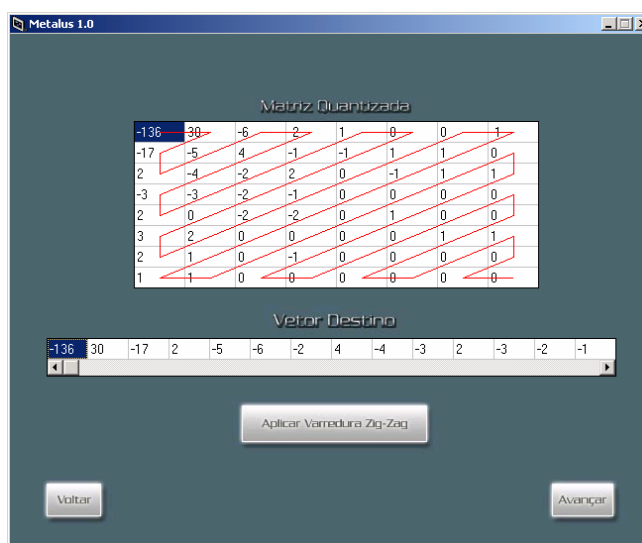 Metalus 1.0
Matriz Quantizada
-136 30 -6 2 1 0 0 1
-17 -5 4 -1 -1 1 1 0
2 -4 -2 2 0 -1 1 1
-3 -3 -2 -1 0 0 0 0
2 0 -2 -2 0 1 0 0
3 2 0 0 0 0 1 1
2 1 0 -1 0 0 0 0
1 1 0 0 0 0 0 0
Vetor Destino
-136 30 -17 2 -5 -6 -2 4 -4 -3 2 -3 -2 -1
Aplicar Varredura Zig-Zag
Voltar
Avançar